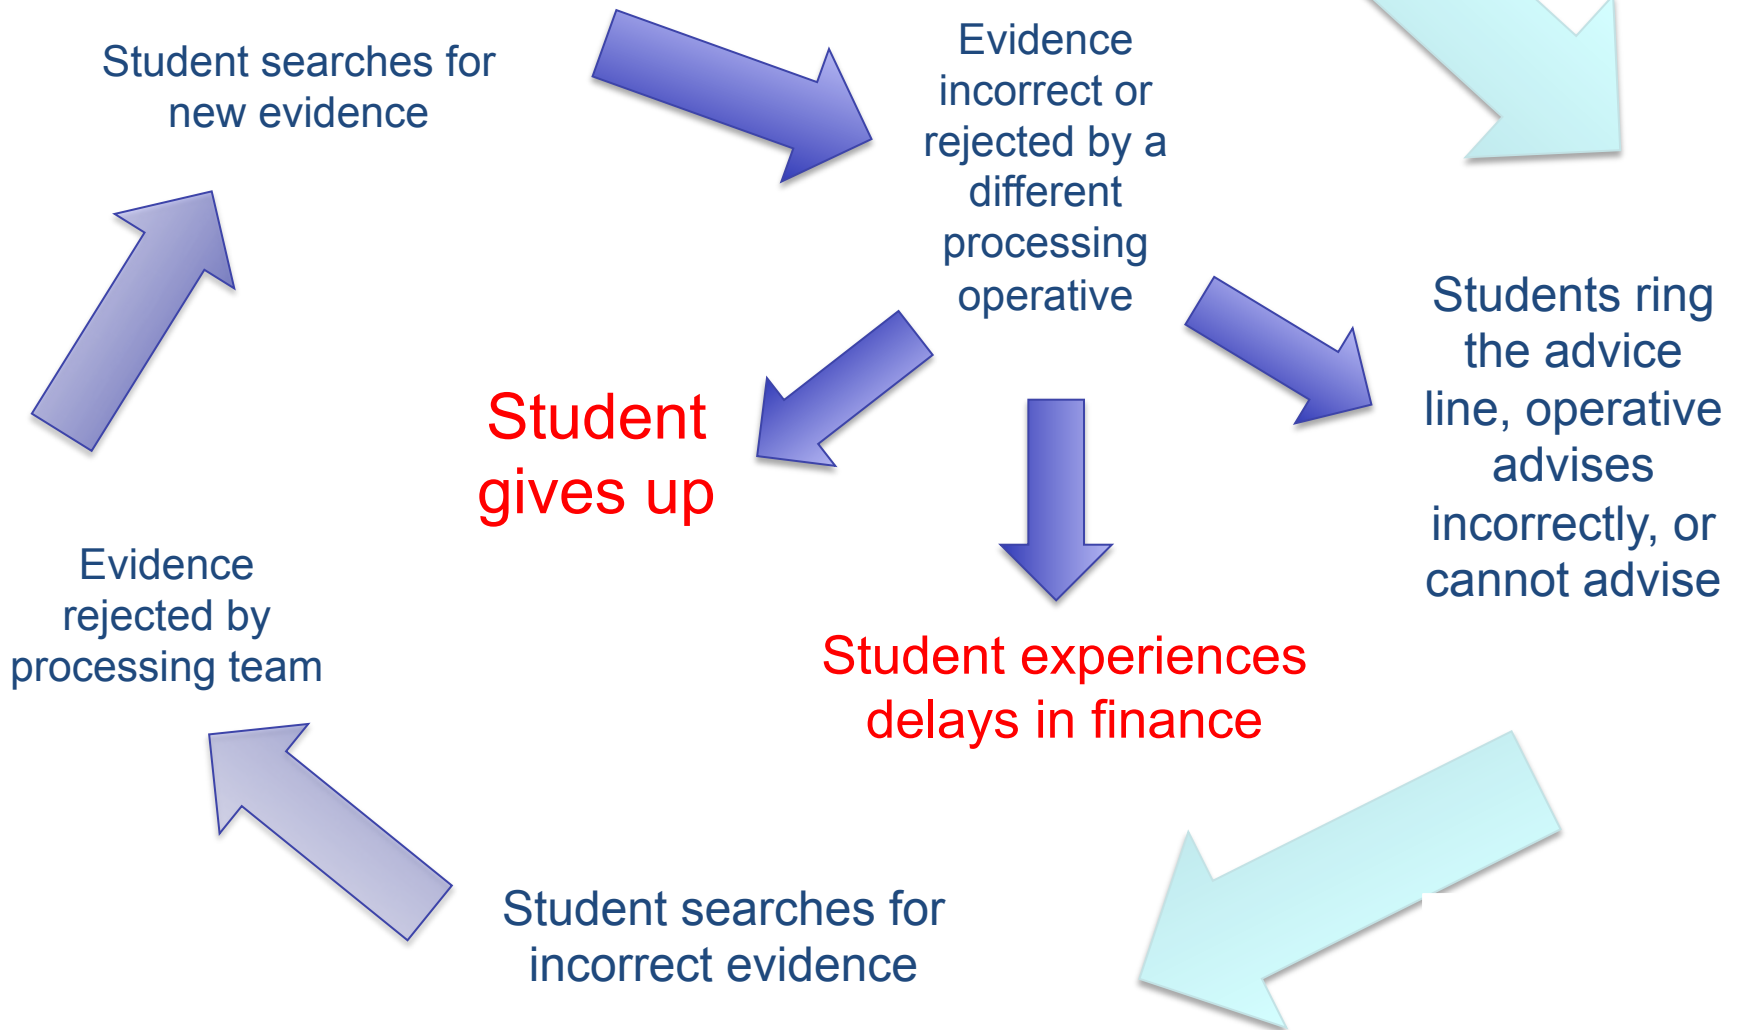 Student searches for
new evidence
Evidence
incorrect or
rejected by a
different
processing
operative
Students ring
the advice
line, operative
advises
incorrectly, or
cannot advise
Student
gives up
Evidence
rejected by
processing team
Student experiences
delays in finance
Student searches for
incorrect evidence